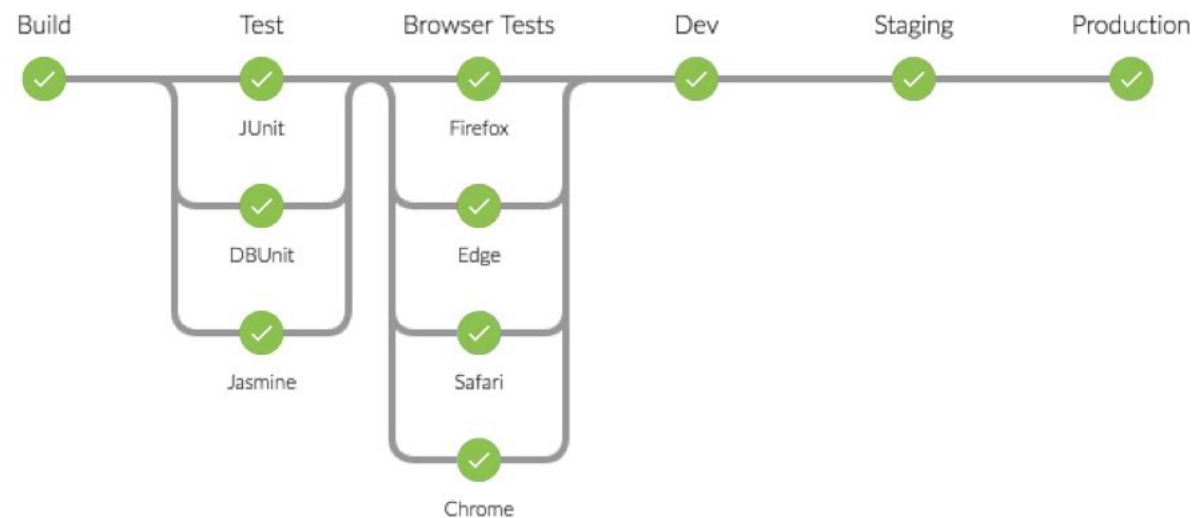 Build
Test
Browser Tests
Dev
Staging
Production
JUnit
Firefox
DBUnit
Edge
Jasmine
Safari
Chrome